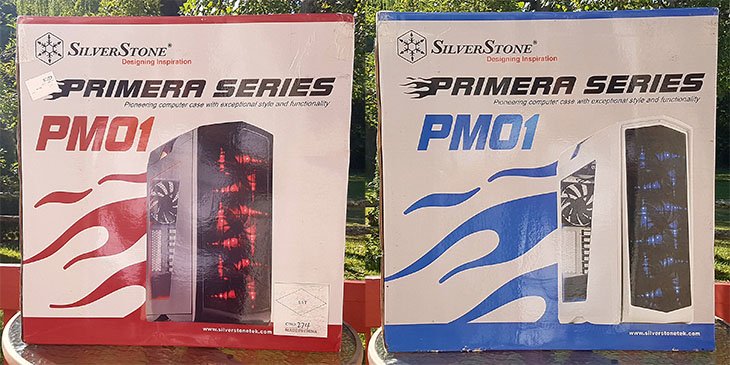 SILVERSTONE®
Designing Inspiration
PRIMERA SERIES
Pioneering computer case with exceptional style and functionality
PM01
www.silverstonetek.com
SILVERSTONE®
Designing Inspiration
PRIMERA SERIES
Pioneering computer case with exceptional style and functionality
PM01
www.silverstonetek.com